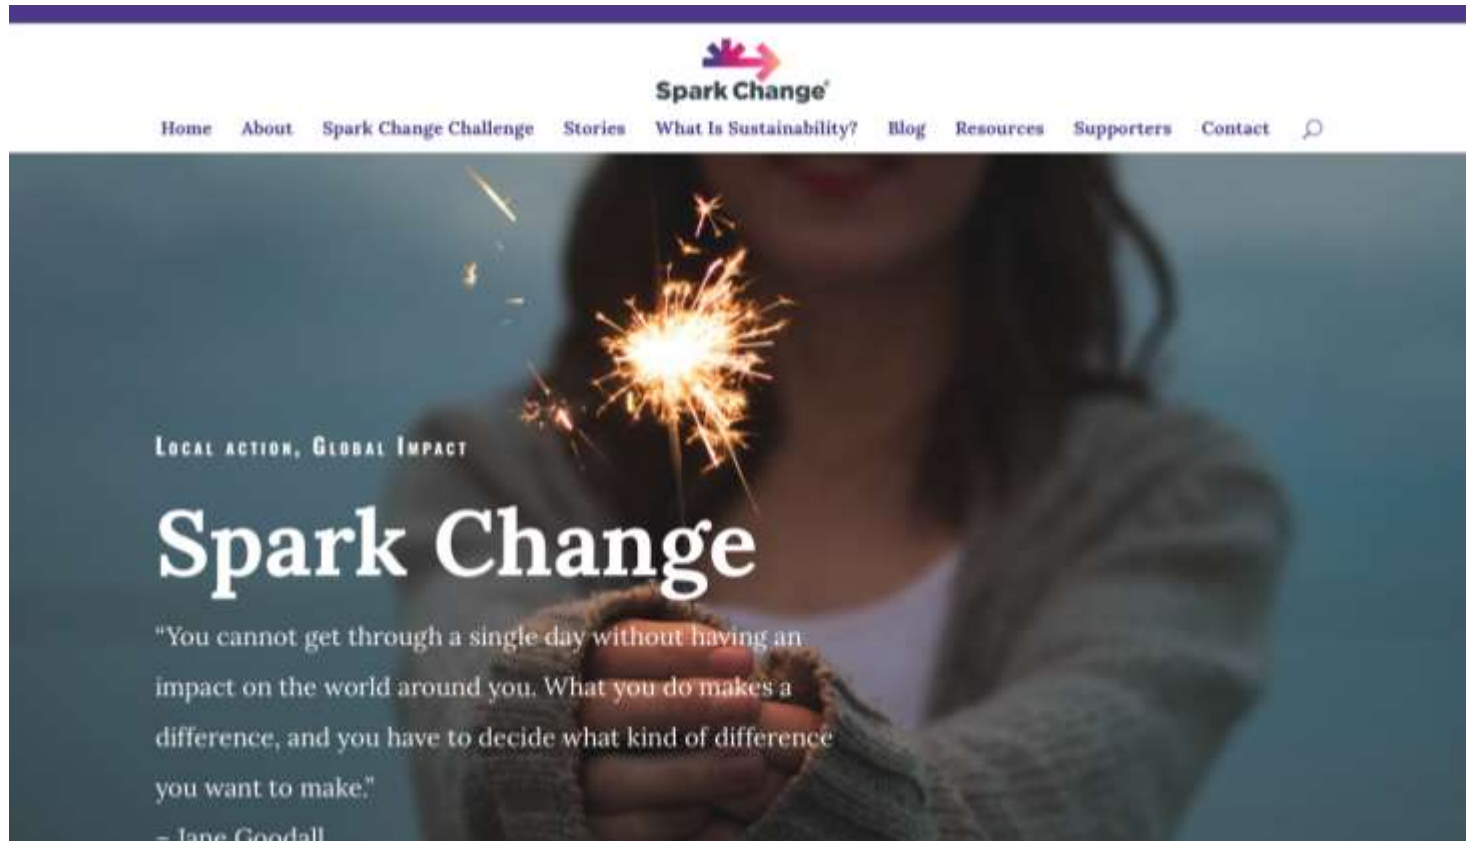 Spark Change
Home About Spark Change Challenge Stories What Is Sustainability? Blog Resources Supporters Contact
Local action, Global Impact
Spark Change
“You cannot get through a single day without having an
impact on the world around you. What you do makes a
difference, and you have to decide what kind of difference
you want to make.”
– Jane Goodall